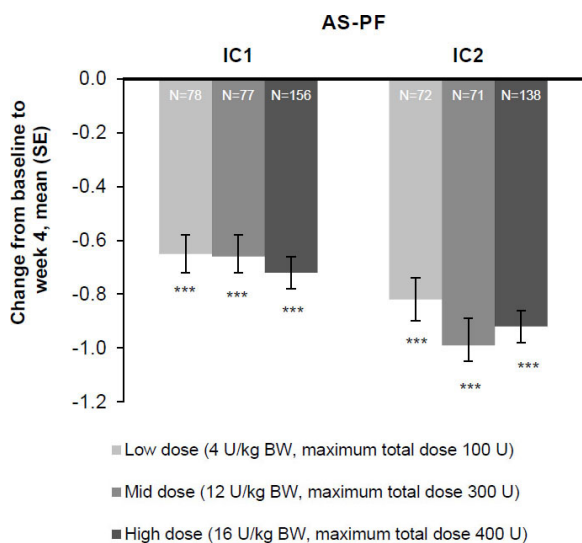 AS-PF
IC1 IC2
N=78 N=77 N=156 N=72 N=71 N=138
Change from baseline to
week 4, mean (SE)
0.0
-0.2
-0.4
-0.6
-0.8
-1.0
-1.2
*** *** *** *** *** ***
Low dose (4 U/kg BW, maximum total dose 100 U)
Mid dose (12 U/kg BW, maximum total dose 300 U)
High dose (16 U/kg BW, maximum total dose 400 U)